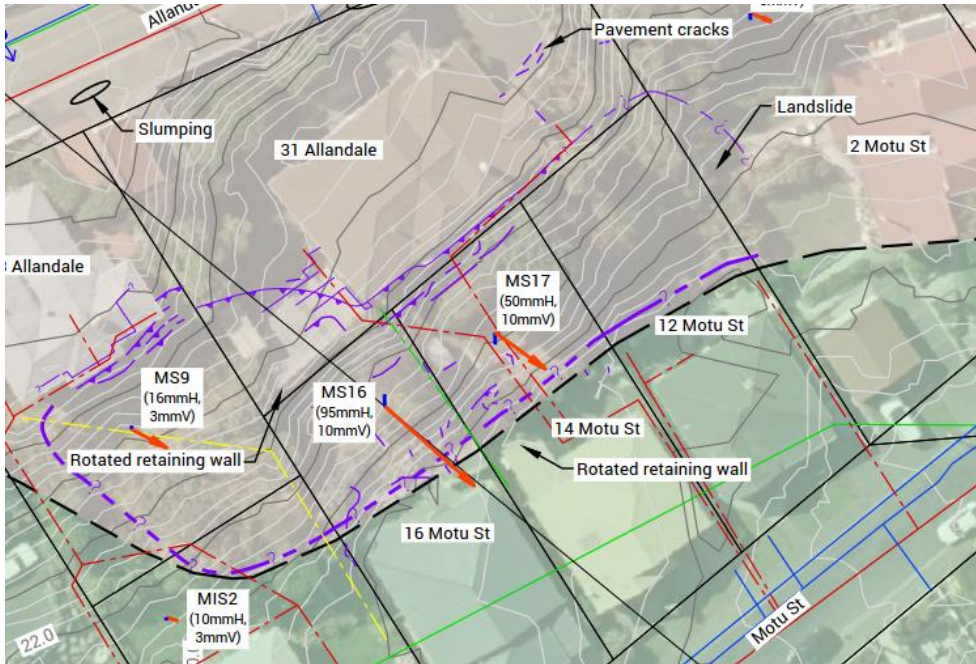 Allandale
mmV)
Pavement cracks
Landslide
Slumping
31 Allandale
2 Motu St
Allandale
MS17
(50mmH,
10mmV)
12 Motu St
MS9
(16mmH,
3mmV)
MS16
(95mmH,
10mmV)
14 Motu St
Rotated retaining wall
Rotated retaining wall
16 Motu St
MIS2
(10mmH,
3mmV)
22.0
Motu St